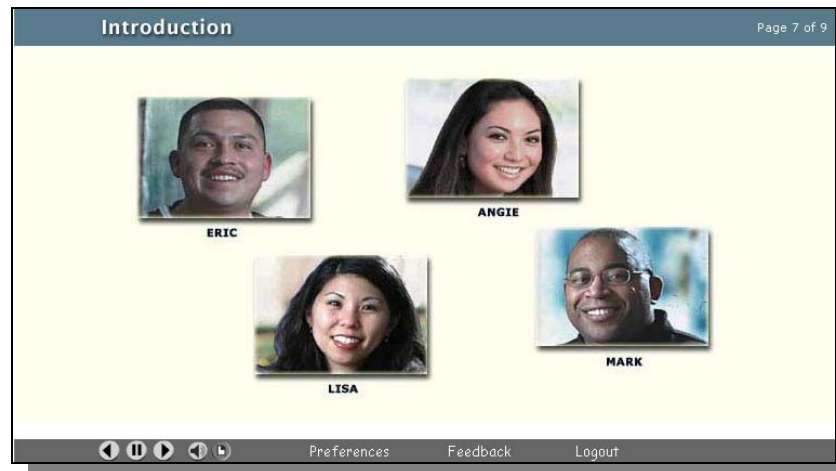 Introduction
Page 7 of 9
ERIC
ANGIE
LISA
MARK
Preferences Feedback Logout